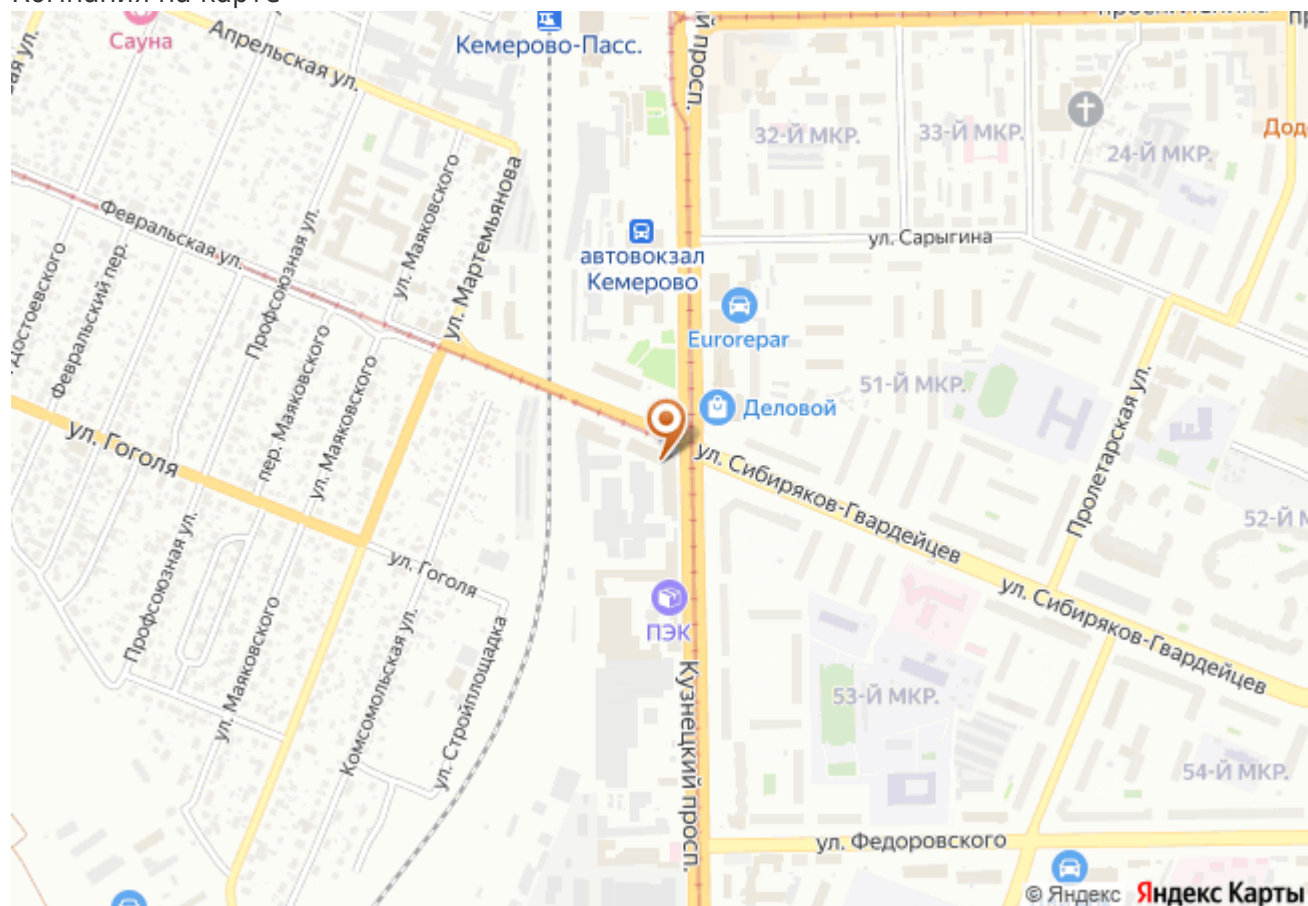 Сауна
Апрельская ул.
Кемерово-Пасс.
й просп.
32-Й МКР.
33-Й МКР.
24-Й МКР.
Дод
ул. Маяковского
ул. Мартемьянова
Профсоюзная ул.
Февральская ул.
Февральский пер.
Достоевского
автовокзал
Кемерово
ул. Сарыгина
Eurorepar
51-Й МКР.
Деловой
Пролетарская ул.
52-Й М
пер. Маяковского
ул. Маяковского
ул. Гоголя
ул. Сибиряков-Гвардейцев
ул. Сибиряков-Гвардейцев
ул. Гоголя
Профсоюзная ул.
ул. Маяковского
Комсомольская ул.
ул. Стройплощадка
ПЭК
Кузнецкий просп.
53-Й МКР.
54-Й МКР.
ул. Федоровского
© Яндекс Яндекс Карты